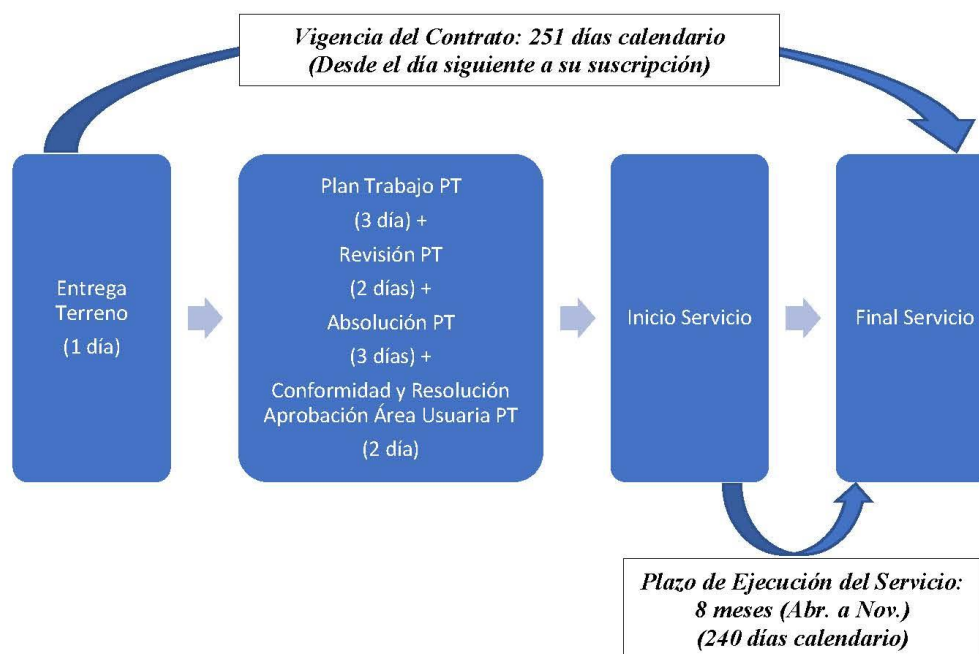 Vigencia del Contrato: 251 días calendario
(Desde el día siguiente a su suscripción)
Entrega
Terreno
(1 día)
Plan Trabajo PT
(3 día) +
Revisión PT
(2 días) +
Absolución PT
(3 días) +
Conformidad y Resolución
Aprobación Área Usuaria PT
(2 día)
Inicio Servicio
Final Servicio
Plazo de Ejecución del Servicio:
8 meses (Abr. a Nov.)
(240 días calendario)